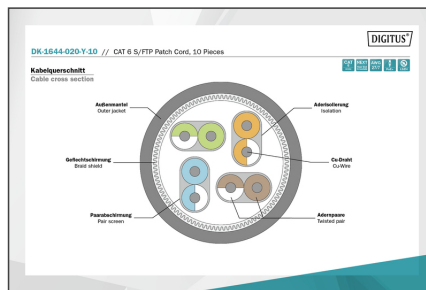 DIGITUS®
DK-1644-020-Y-10 // CAT 6 S/FTP Patch Cord, 10 Pieces
Kabelquerschnitt
Cable cross section
Außenmantel
Outer jacket
Aderisolierung
Isolation
Geflechtschirmung
Braid shield
Cu-Draht
Cu-Wire
Paarabschirmung
Pair screen
Adernpaare
Twisted pair